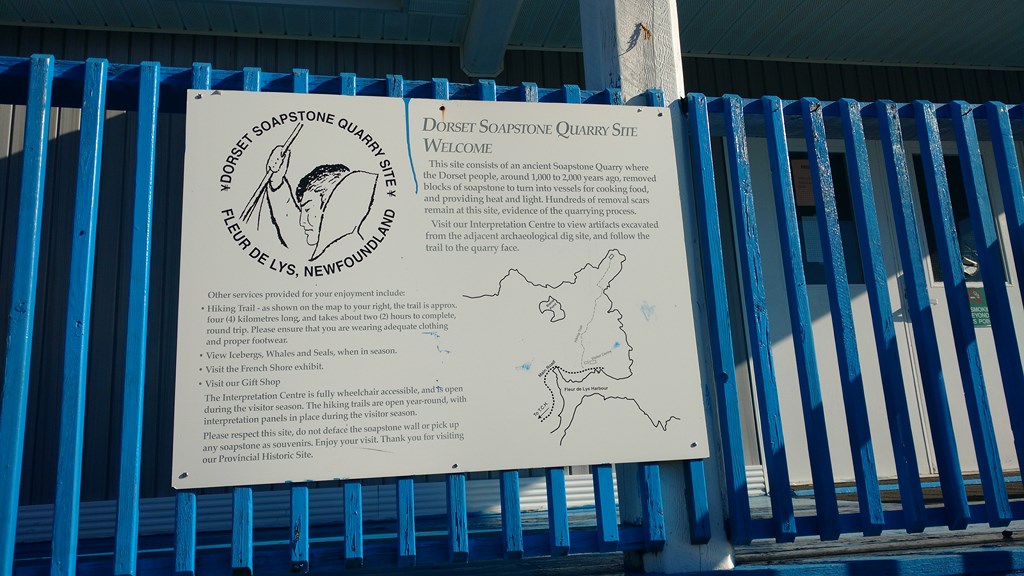 ¥DORSET SOAPSTONE QUARRY SITE¥
FLEUR DE LYS, NEWFOUNDLAND
DORSET SOAPSTONE QUARRY SITE
WELCOME
This site consists of an ancient Soapstone Quarry where
the Dorset people, around 1,000 to 2,000 years ago, removed
blocks of soapstone to turn into vessels for cooking food,
and providing heat and light. Hundreds of removal scars
remain at this site, evidence of the quarrying process.
Visit our Interpretation Centre to view artifacts excavated
from the adjacent archaeological dig site, and follow the
trail to the quarry face.
Other services provided for your enjoyment include:
• Hiking Trail - as shown on the map to your right, the trail is approx.
four (4) kilometres long, and takes about two (2) hours to complete,
round trip. Please ensure that you are wearing adequate clothing
and proper footwear.
• View Icebergs, Whales and Seals, when in season.
• Visit the French Shore exhibit.
• Visit our Gift Shop
The Interpretation Centre is fully wheelchair accessible, and is open
during the visitor season. The hiking trails are open year-round, with
interpretation panels in place during the visitor season.
Please respect this site, do not deface the soapstone wall or pick up
any soapstone as souvenirs. Enjoy your visit. Thank you for visiting
our Provincial Historic Site.
Main Road
Fleur de Lys Harbour
To T.C.H.
SMOKE
BEYOND
THIS POINT